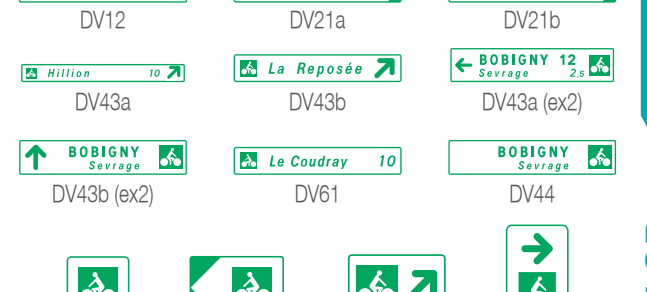 DV12 DV21a DV21b
Hillion 10
La Reposée
BOBIGNY 12
Sevrage 2,5
DV43a DV43b DV43a (ex2)
BOBIGNY
Sevrage
Le Coudray 10
BOBIGNY
Sevrage
DV43b (ex2) DV61 DV44